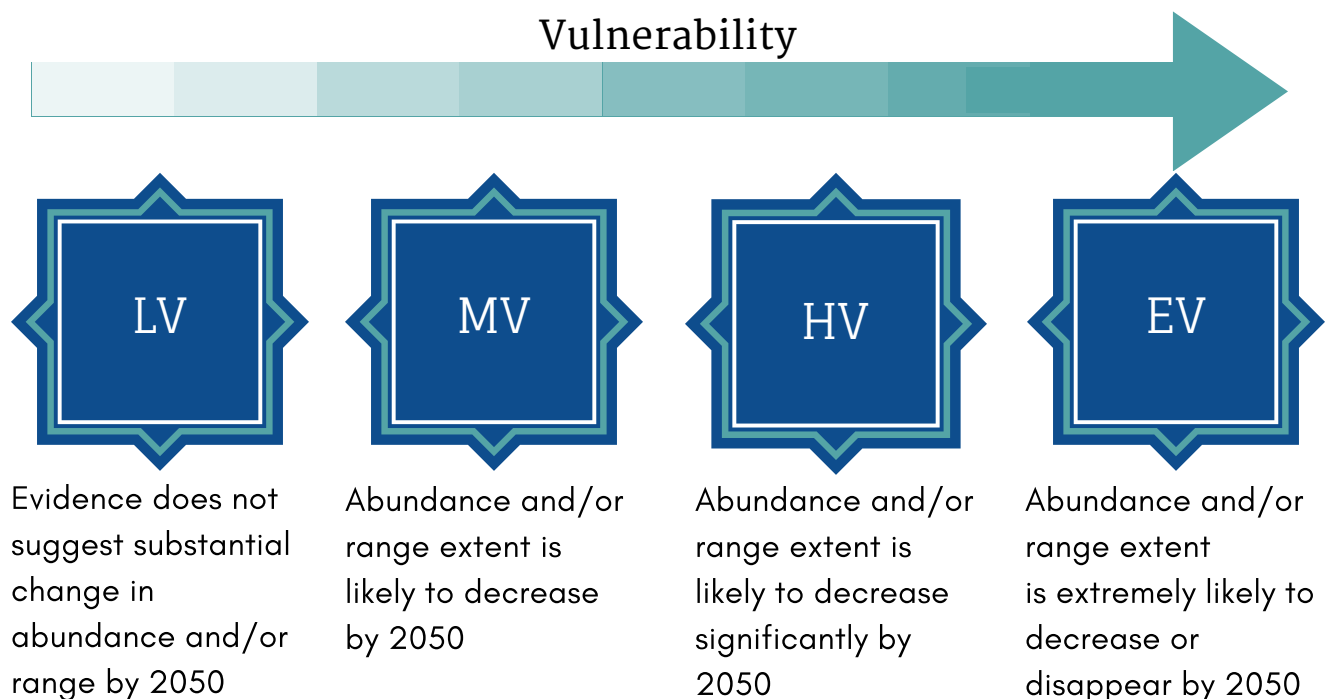 Vulnerability
LV
MV
HV
EV
Evidence does not
suggest substantial
change in
abundance and/or
range by 2050
Abundance and/or
range extent is
likely to decrease
by 2050
Abundance and/or
range extent is
likely to decrease
significantly by
2050
Abundance and/or
range extent
is extremely likely to
decrease or
disappear by 2050